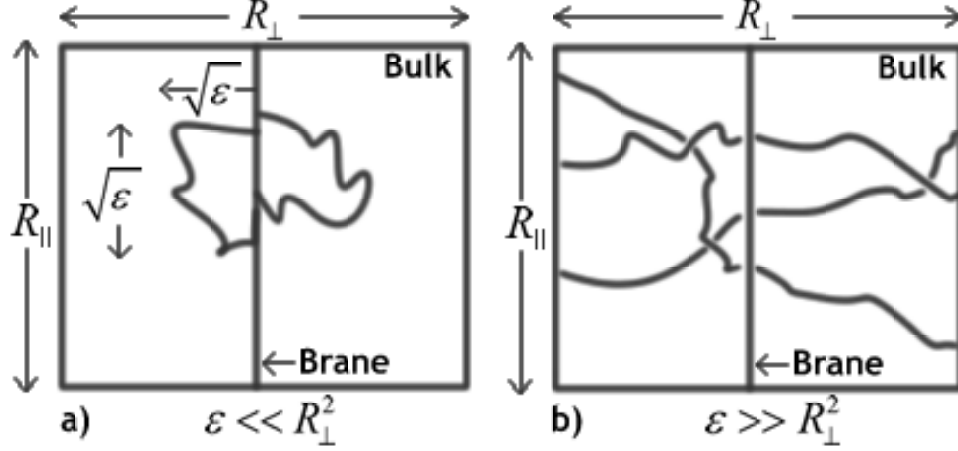 R⊥
Bulk
←√ε
√ε
R∥
←Brane
a)
ε << R⊥²
R⊥
Bulk
R∥
←Brane
b)
ε >> R⊥²